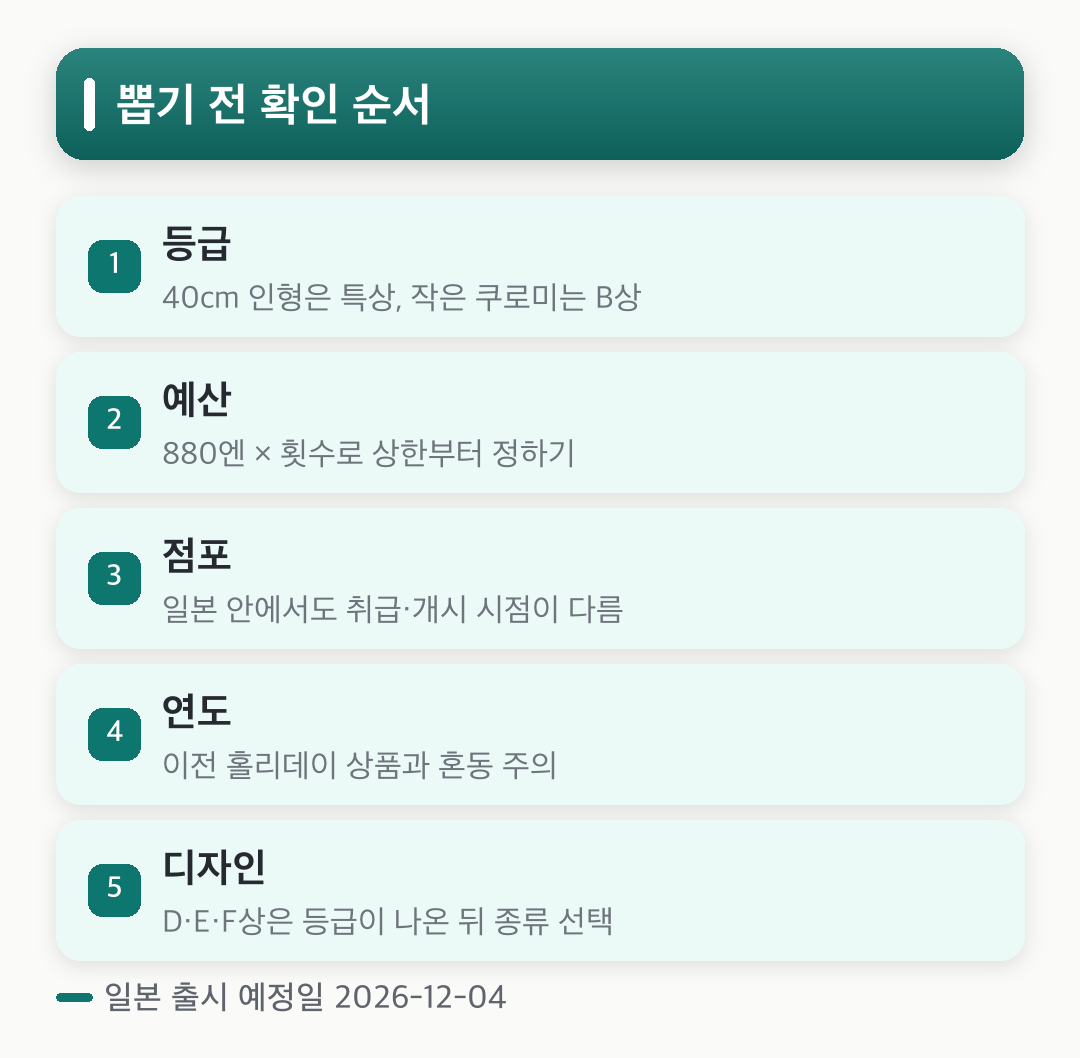 뽑기 전 확인 순서
1
등급
40cm 인형은 특상, 작은 쿠로미는 B상
2
예산
880엔 × 횟수로 상한부터 정하기
3
점포
일본 안에서도 취급·개시 시점이 다름
4
연도
이전 홀리데이 상품과 혼동 주의
5
디자인
D·E·F상은 등급이 나온 뒤 종류 선택
일본 출시 예정일 2026-12-04